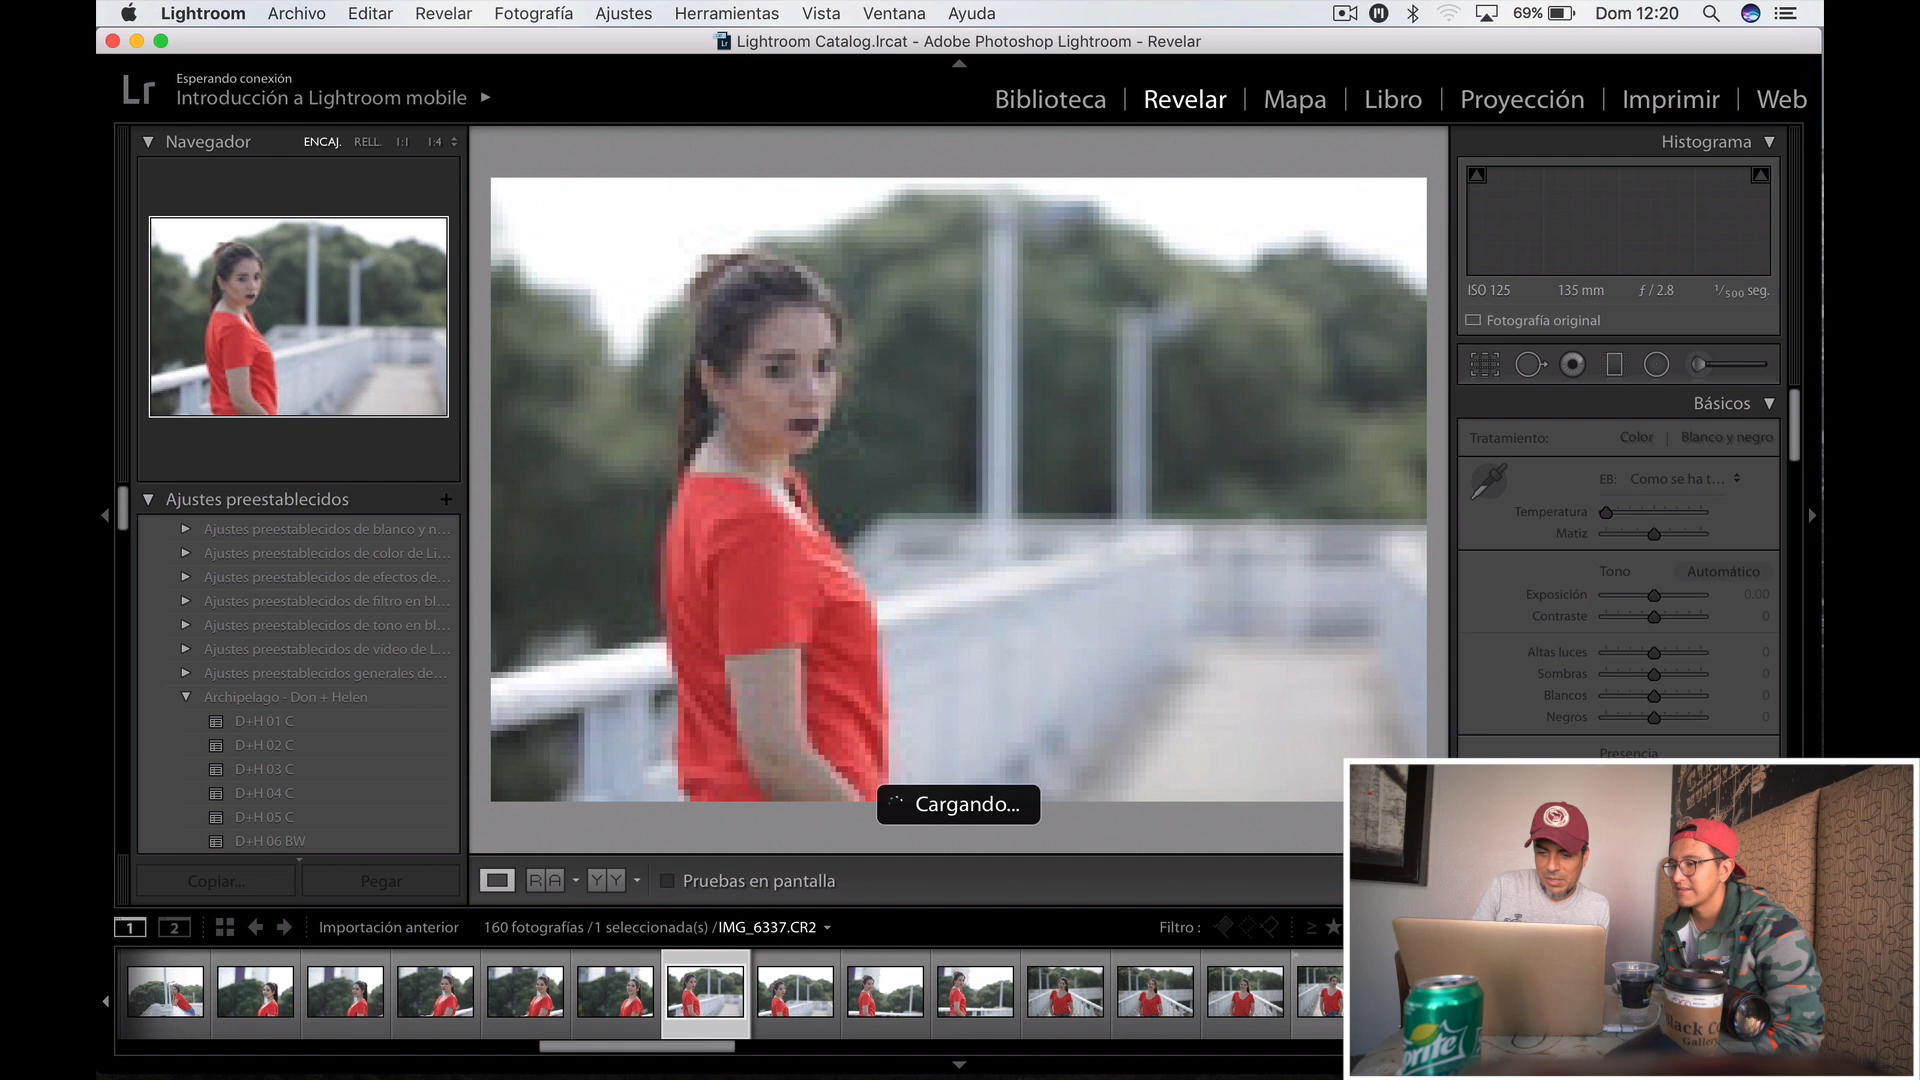 Lightroom Archivo Editar Revelar Fotografía Ajustes Herramientas Vista Ventana Ayuda 69% Dom 12:20
Lightroom Catalog.lrcat - Adobe Photoshop Lightroom - Revelar
Lr Esperando conexión
Introducción a Lightroom mobile
Biblioteca | Revelar | Mapa | Libro | Proyección | Imprimir | Web
Navegador ENCAJ. RELL. 1:1 1:4
Histograma
ISO 125 135 mm ƒ / 2.8 1/500 seg.
Fotografía original
Básicos
Tratamiento: Color | Blanco y negro
EB: Como se ha t...
Temperatura
Matiz
Tono Automático
Exposición 0.00
Contraste 0
Altas luces 0
Sombras 0
Blancos 0
Negros 0
Presencia
Ajustes preestablecidos +
Ajustes preestablecidos de blanco y n...
Ajustes preestablecidos de color de Li...
Ajustes preestablecidos de efectos de...
Ajustes preestablecidos de filtro en bl...
Ajustes preestablecidos de tono en bl...
Ajustes preestablecidos de vídeo de L...
Ajustes preestablecidos generales de...
Archipelago - Don + Helen
D+H 01 C
D+H 02 C
D+H 03 C
D+H 04 C
D+H 05 C
D+H 06 BW
Cargando...
Copiar... Pegar
R A Y Y Pruebas en pantalla
1 2 Importación anterior 160 fotografías /1 seleccionada(s) /IMG_6337.CR2 Filtro : ≥
Sprite
Black Co
Gallery